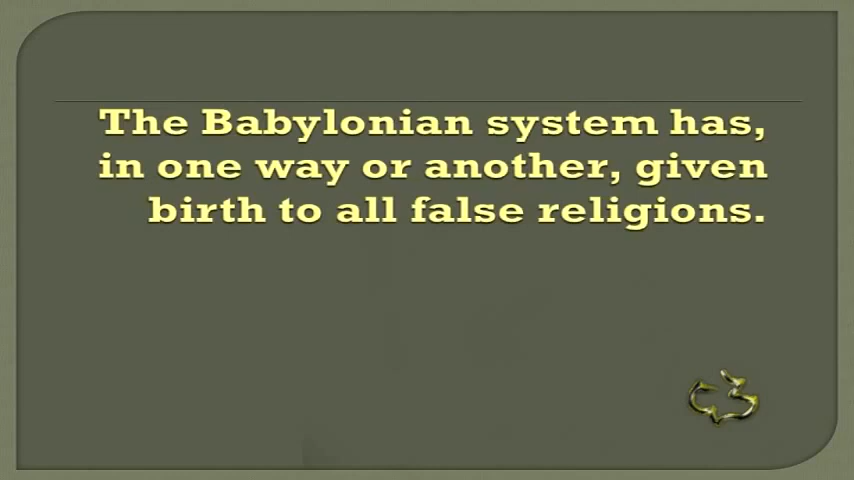 The Babylonian system has,
in one way or another, given
birth to all false religions.